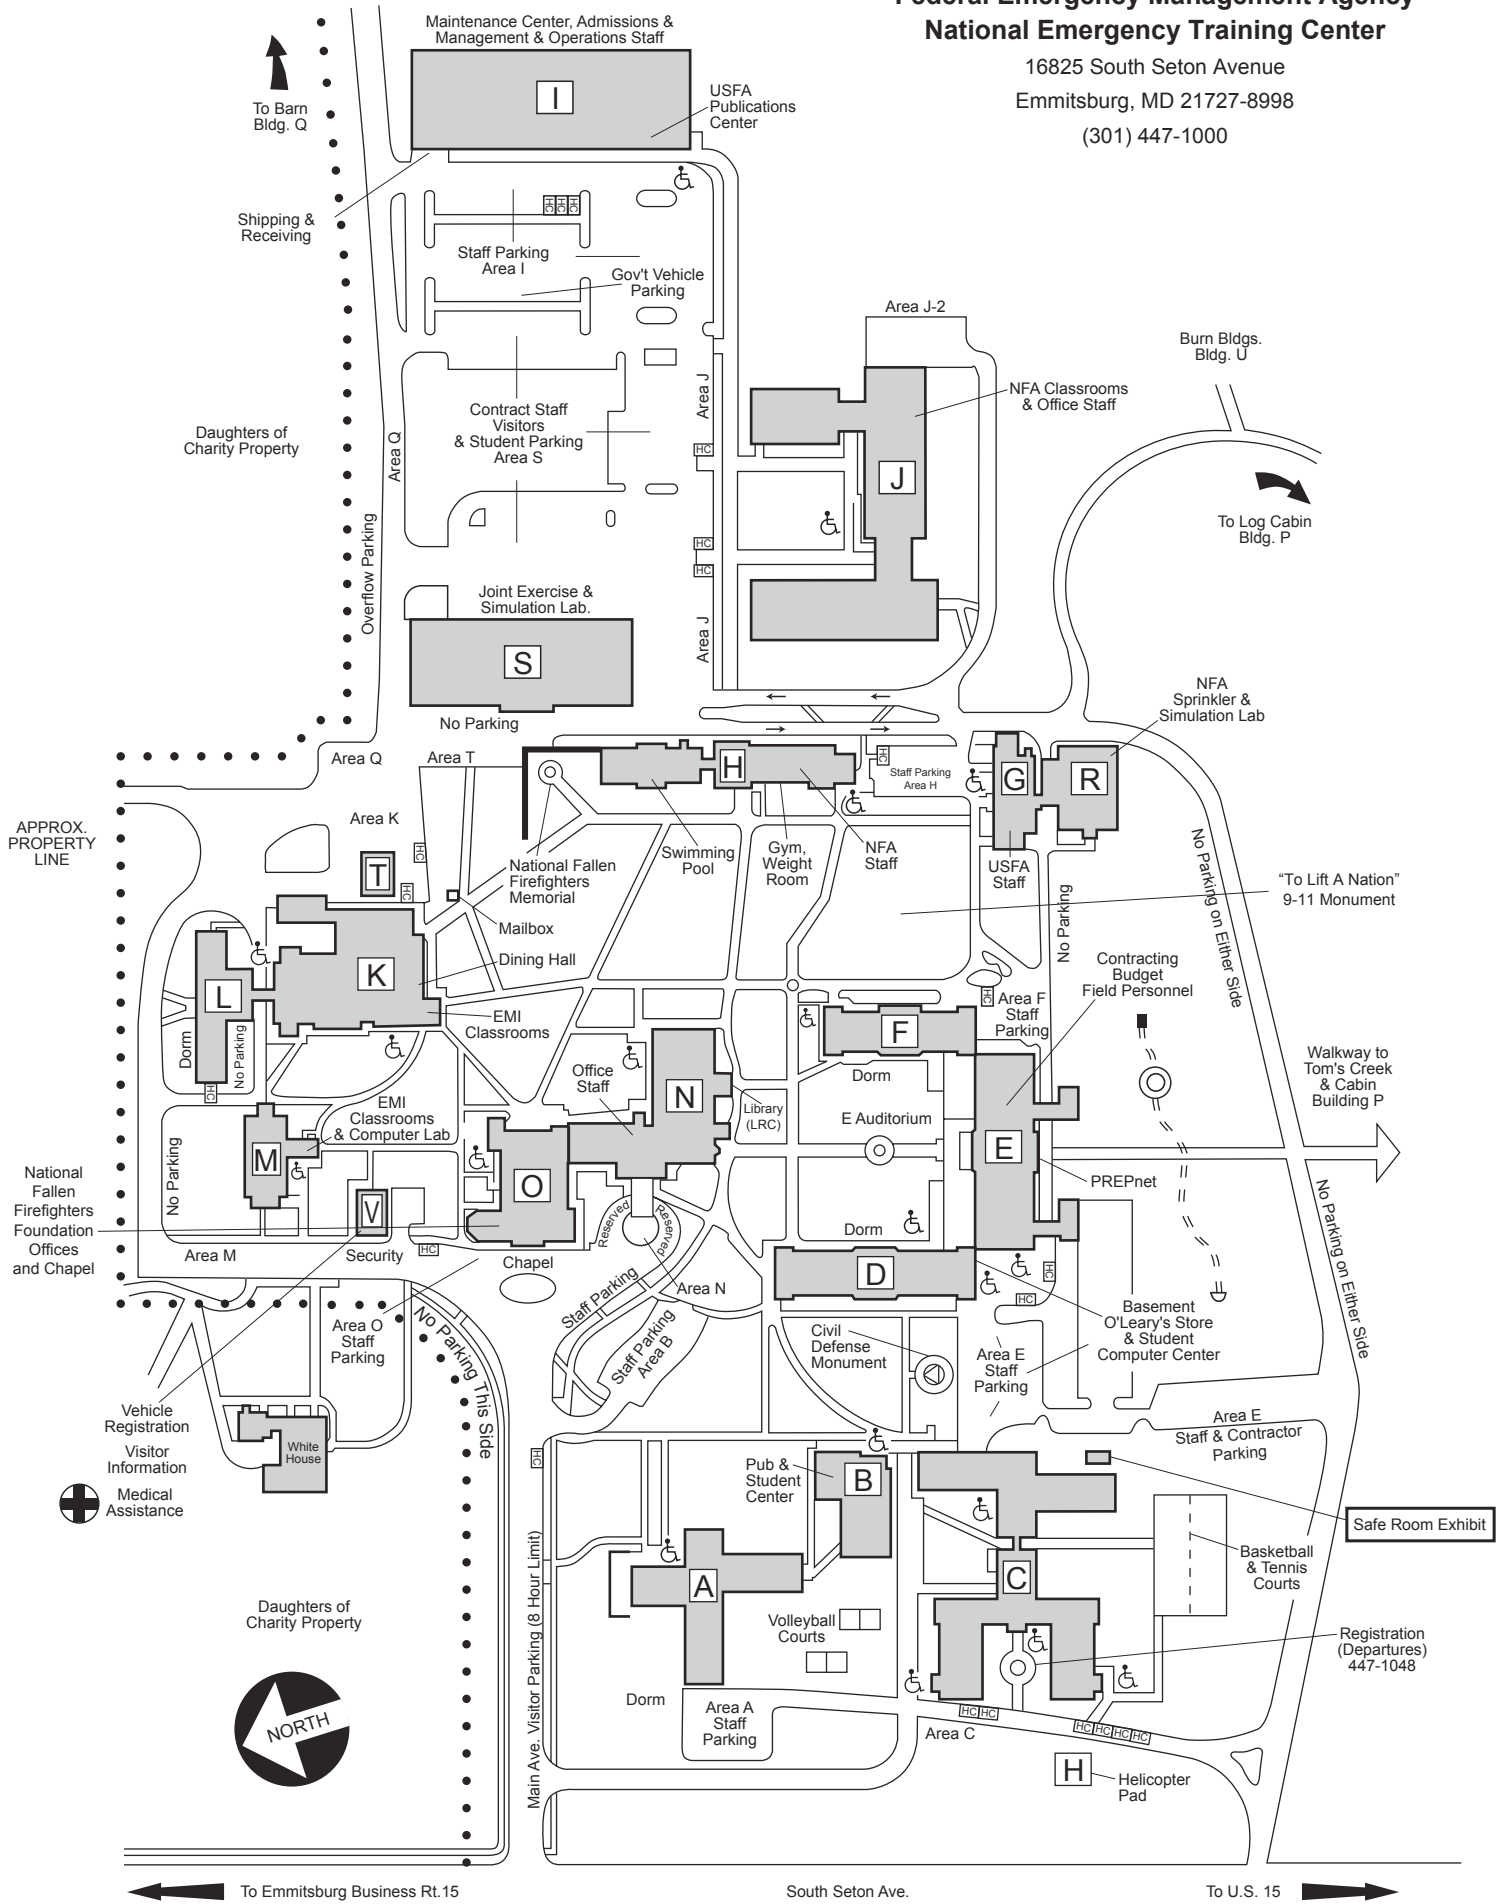 Federal Emergency Management Agency
National Emergency Training Center
16825 South Seton Avenue
Emmitsburg, MD 21727-8998
(301) 447-1000
Maintenance Center, Admissions &
Management & Operations Staff
I
USFA
Publications
Center
To Barn
Bldg. Q
Shipping &
Receiving
HC
HC
HC
Staff Parking
Area I
Gov't Vehicle
Parking
Area J-2
Burn Bldgs.
Bldg. U
NFA Classrooms
& Office Staff
Area J
Contract Staff
Visitors
& Student Parking
Area S
Daughters of
Charity Property
Area Q
HC
J
To Log Cabin
Bldg. P
HC
HC
Overflow Parking
Joint Exercise &
Simulation Lab.
Area J
S
No Parking
NFA
Sprinkler &
Simulation Lab
Area Q
Area T
H
HC
Staff Parking
Area H
G
R
APPROX.
PROPERTY
LINE
Area K
HC
T
HC
National Fallen
Firefighters
Memorial
Swimming
Pool
Gym,
Weight
Room
NFA
Staff
USFA
Staff
No Parking on Either Side
“To Lift A Nation”
9-11 Monument
No Parking
Mailbox
Dining Hall
K
L
EMI
Classrooms
Contracting
Budget
Field Personnel
HC
Area F
Staff
Parking
F
Dorm
No Parking
HC
Office
Staff
N
Dorm
Library
(LRC)
E Auditorium
E
Walkway to
Tom's Creek
& Cabin
Building P
EMI
Classrooms
& Computer Lab
M
No Parking
O
PREPnet
National
Fallen
Firefighters
Foundation
Offices
and Chapel
V
Reserved
Reserved
Dorm
No Parking on Either Side
Area M
Security
HC
Chapel
D
HC
HC
Area N
Staff Parking
Staff Parking
Area B
Area O
Staff
Parking
No Parking This Side
Civil
Defense
Monument
Area E
Staff
Parking
Basement
O'Leary's Store
& Student
Computer Center
Vehicle
Registration
Visitor
Information
Medical
Assistance
White
House
HC
Area E
Staff & Contractor
Parking
Pub &
Student
Center
B
Safe Room Exhibit
Basketball
& Tennis
Courts
A
C
Daughters of
Charity Property
Main Ave. Visitor Parking (8 Hour Limit)
Volleyball
Courts
Registration
(Departures)
447-1048
Dorm
Area A
Staff
Parking
HC
HC
Area C
HC
HC
HC
HC
NORTH
H
Helicopter
Pad
To Emmitsburg Business Rt.15
South Seton Ave.
To U.S. 15